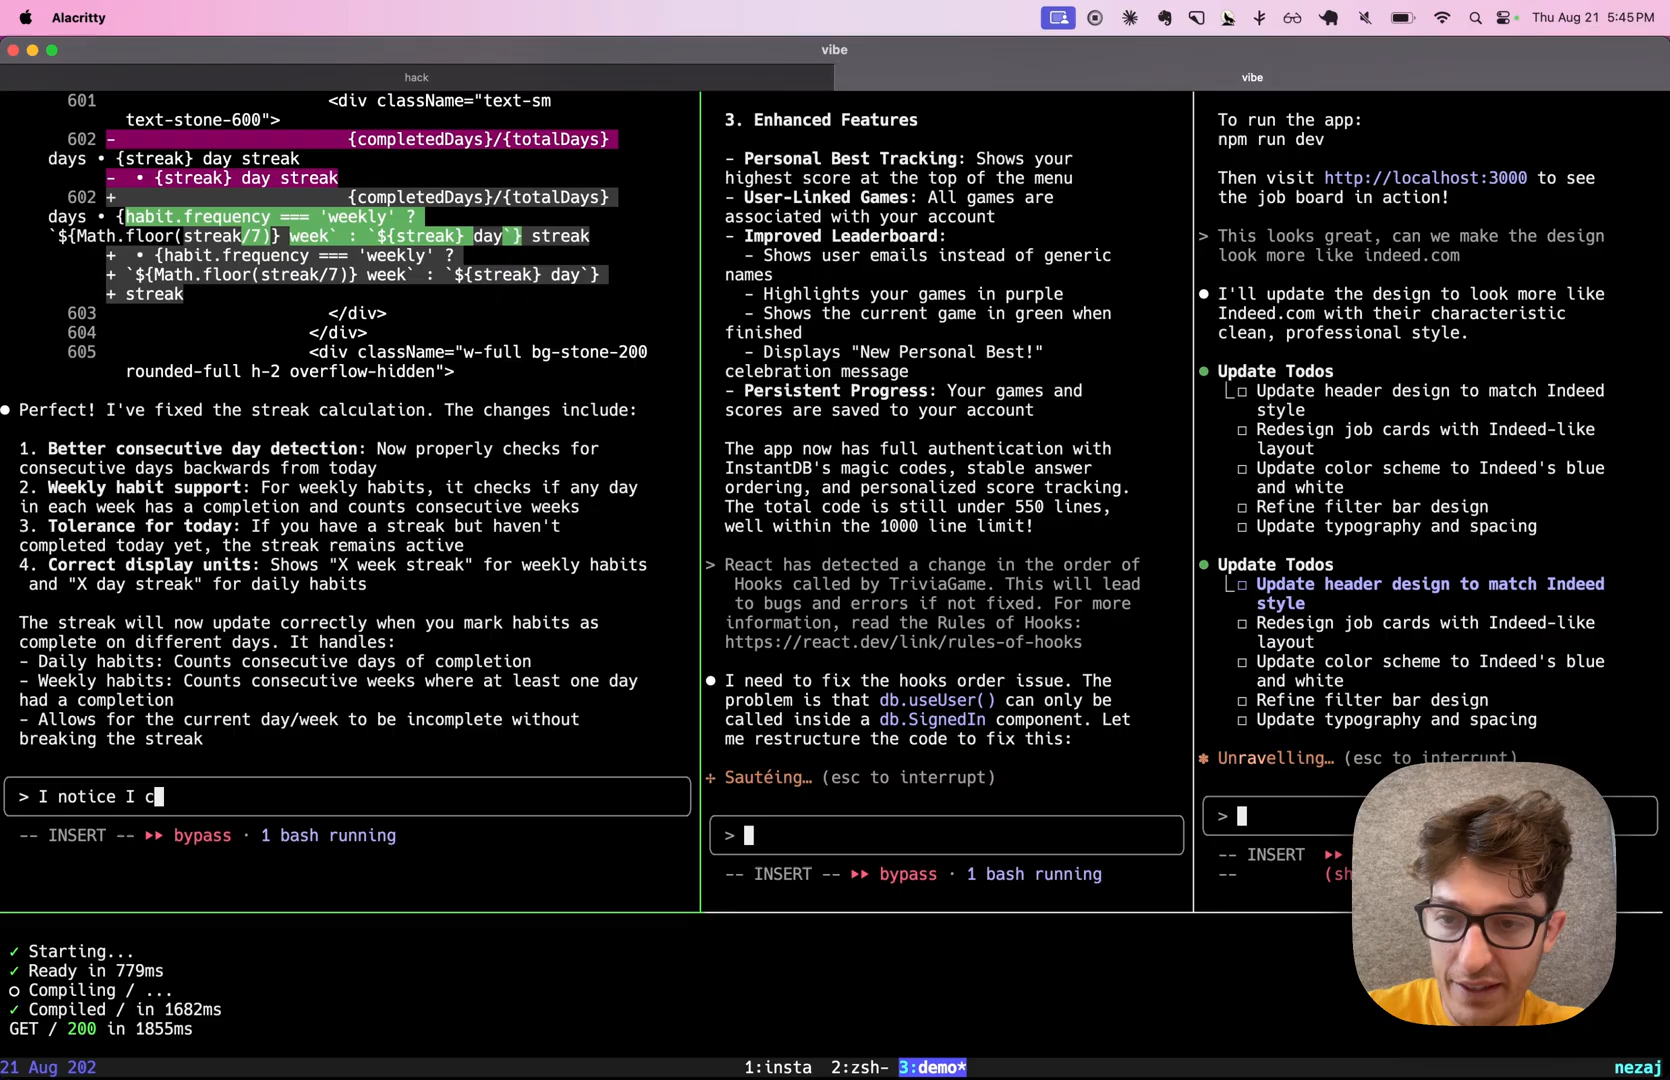 Alacritty
Thu Aug 21 5:45 PM
vibe
hack
vibe
601 <div className="text-sm
text-stone-600">
602 - {completedDays}/{totalDays}
days • {streak} day streak
- • {streak} day streak
602 + {completedDays}/{totalDays}
days • {habit.frequency === 'weekly' ?
`${Math.floor(streak/7)} week` : `${streak} day`} streak
+ • {habit.frequency === 'weekly' ?
+ `${Math.floor(streak/7)} week` : `${streak} day`}
+ streak
603 </div>
604 </div>
605 <div className="w-full bg-stone-200
rounded-full h-2 overflow-hidden">
● Perfect! I've fixed the streak calculation. The changes include:
1. Better consecutive day detection: Now properly checks for
consecutive days backwards from today
2. Weekly habit support: For weekly habits, it checks if any day
in each week has a completion and counts consecutive weeks
3. Tolerance for today: If you have a streak but haven't
completed today yet, the streak remains active
4. Correct display units: Shows "X week streak" for weekly habits
and "X day streak" for daily habits
The streak will now update correctly when you mark habits as
complete on different days. It handles:
- Daily habits: Counts consecutive days of completion
- Weekly habits: Counts consecutive weeks where at least one day
had a completion
- Allows for the current day/week to be incomplete without
breaking the streak
> I notice I c
-- INSERT -- ▸▸ bypass · 1 bash running
3. Enhanced Features
- Personal Best Tracking: Shows your
highest score at the top of the menu
- User-Linked Games: All games are
associated with your account
- Improved Leaderboard:
- Shows user emails instead of generic
names
- Highlights your games in purple
- Shows the current game in green when
finished
- Displays "New Personal Best!"
celebration message
- Persistent Progress: Your games and
scores are saved to your account
The app now has full authentication with
InstantDB's magic codes, stable answer
ordering, and personalized score tracking.
The total code is still under 550 lines,
well within the 1000 line limit!
> React has detected a change in the order of
Hooks called by TriviaGame. This will lead
to bugs and errors if not fixed. For more
information, read the Rules of Hooks:
https://react.dev/link/rules-of-hooks
● I need to fix the hooks order issue. The
problem is that db.useUser() can only be
called inside a db.SignedIn component. Let
me restructure the code to fix this:
✢ Sautéing… (esc to interrupt)
>
-- INSERT -- ▸▸ bypass · 1 bash running
To run the app:
npm run dev
Then visit http://localhost:3000 to see
the job board in action!
> This looks great, can we make the design
look more like indeed.com
● I'll update the design to look more like
Indeed.com with their characteristic
clean, professional style.
● Update Todos
☐ Update header design to match Indeed
style
☐ Redesign job cards with Indeed-like
layout
☐ Update color scheme to Indeed's blue
and white
☐ Refine filter bar design
☐ Update typography and spacing
● Update Todos
☐ Update header design to match Indeed
style
☐ Redesign job cards with Indeed-like
layout
☐ Update color scheme to Indeed's blue
and white
☐ Refine filter bar design
☐ Update typography and spacing
✽ Unravelling… (esc to interrupt)
>
-- INSERT ▸▸
-- (sh
✓ Starting...
✓ Ready in 779ms
○ Compiling / ...
✓ Compiled / in 1682ms
GET / 200 in 1855ms
21 Aug 202 1:insta 2:zsh- 3:demo* nezaj